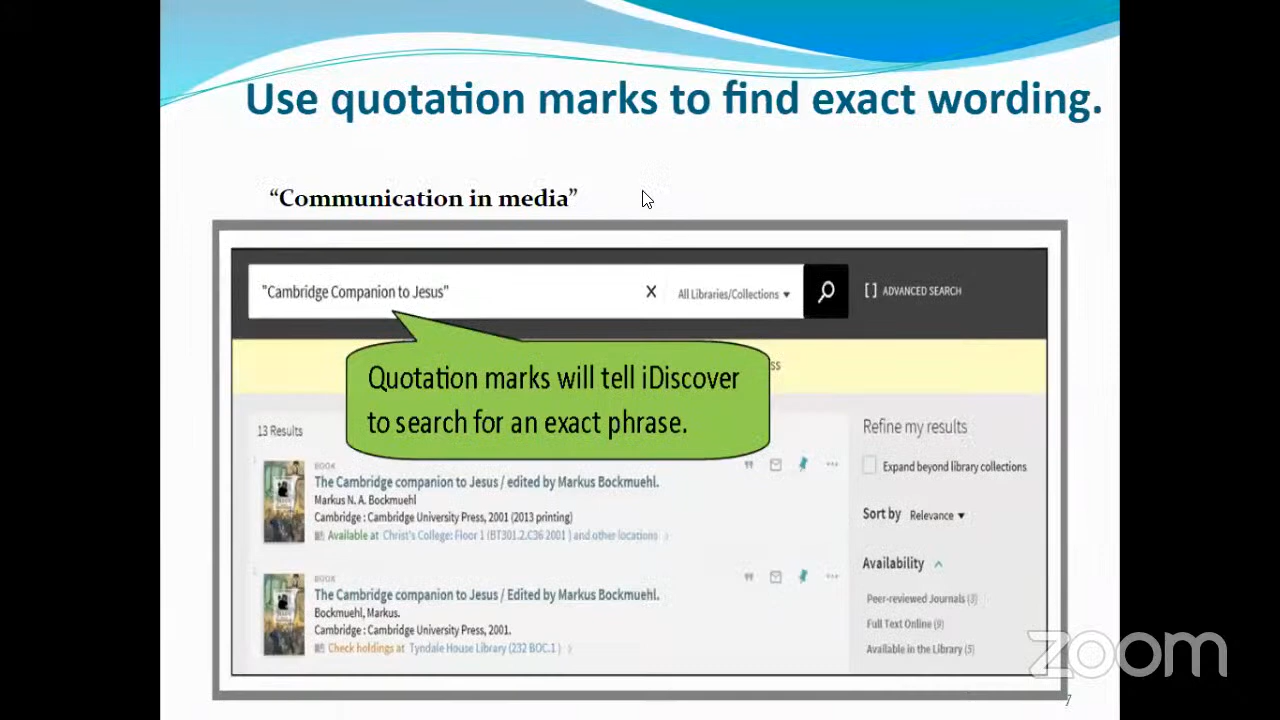 Use quotation marks to find exact wording.
“Communication in media”
"Cambridge Companion to Jesus"
X
All Libraries/Collections
[ ] ADVANCED SEARCH
Quotation marks will tell iDiscover
to search for an exact phrase.
ss
13 Results
BOOK
The Cambridge companion to Jesus / edited by Markus Bockmuehl.
Markus N. A. Bockmuehl
Cambridge : Cambridge University Press, 2001 (2013 printing)
Available at Christ's College: Floor 1 (BT301.2.C36 2001 ) and other locations
BOOK
The Cambridge companion to Jesus / Edited by Markus Bockmuehl.
Bockmuehl, Markus.
Cambridge : Cambridge University Press, 2001.
Check holdings at Tyndale House Library (232 BOC.1 )
Refine my results
Expand beyond library collections
Sort by Relevance
Availability
Peer-reviewed Journals (3)
Full Text Online (9)
Available in the Library (5)
zoom
7